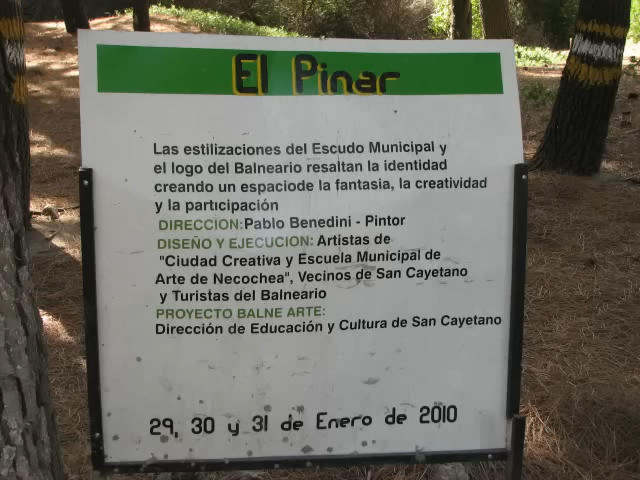 El Pinar
Las estilizaciones del Escudo Municipal y
el logo del Balneario resaltan la identidad
creando un espaciode la fantasia, la creatividad
y la participación
DIRECCION: Pablo Benedini - Pintor
DISEÑO Y EJECUCION: Artistas de
"Ciudad Creativa y Escuela Municipal de
Arte de Necochea", Vecinos de San Cayetano
y Turistas del Balneario
PROYECTO BALNE ARTE:
Dirección de Educación y Cultura de San Cayetano
29, 30 y 31 de Enero de 2010